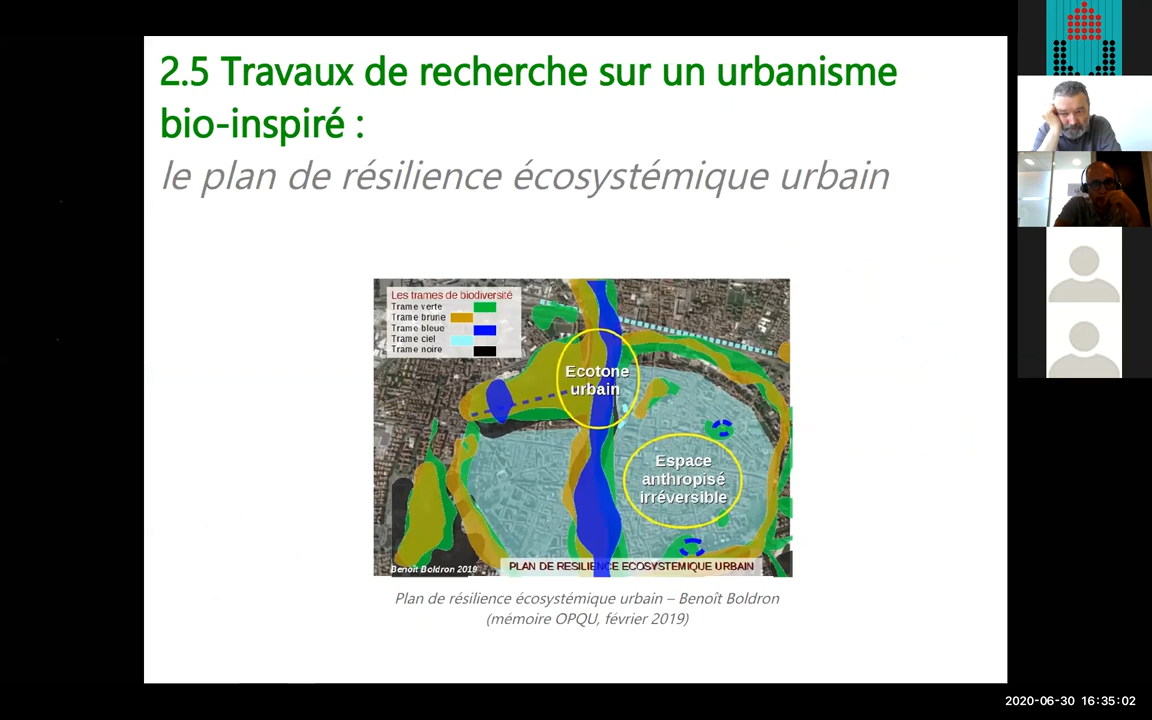 2.5 Travaux de recherche sur un urbanisme
bio-inspiré :
le plan de résilience écosystémique urbain
Les trames de biodiversité
Trame verte
Trame brune
Trame bleue
Trame ciel
Trame noire
Ecotone
urbain
Espace
anthropisé
irréversible
Benoit Boldron 2019
PLAN DE RESILIENCE ECOSYSTEMIQUE URBAIN
Plan de résilience écosystémique urbain – Benoît Boldron
(mémoire OPQU, février 2019)
2020-06-30 16:35:02